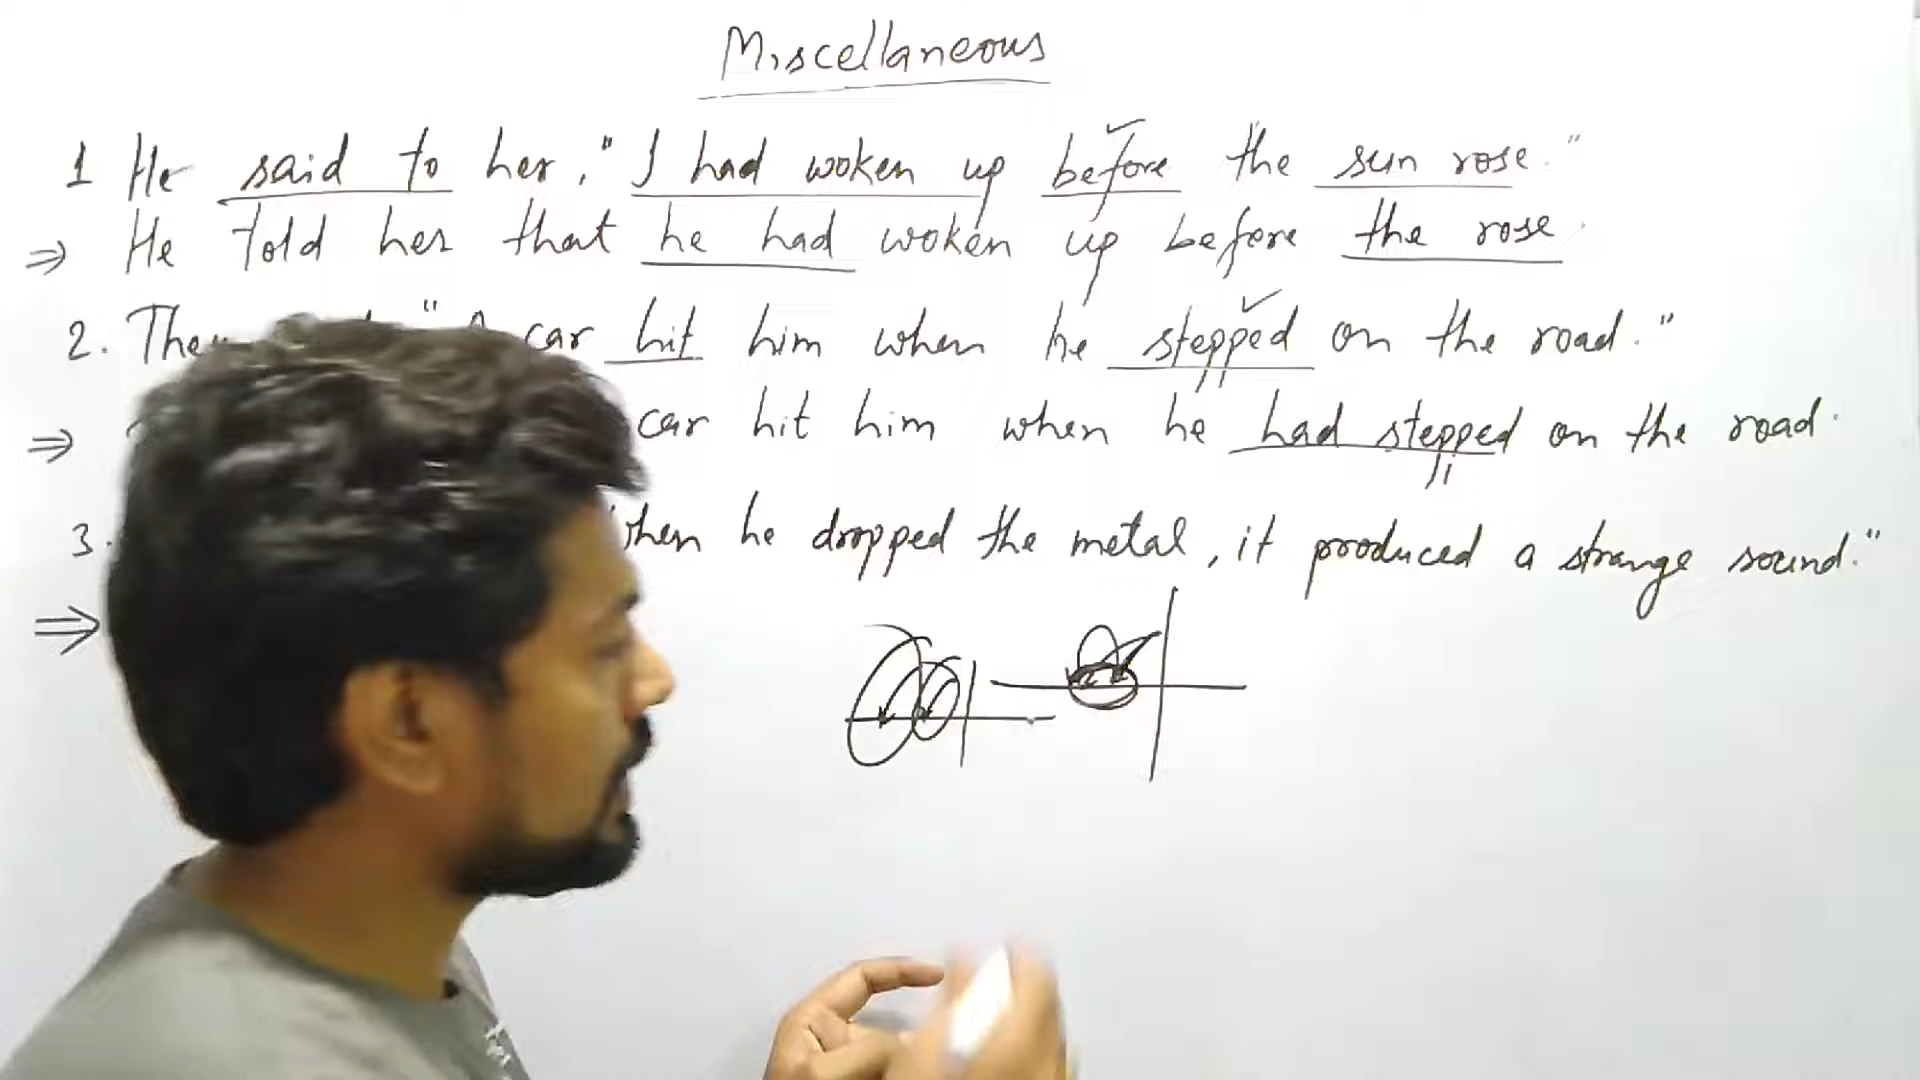 Miscellaneous
1 He said to her, "I had woken up before the sun rose."
⇒ He told her that he had woken up before the rose.
2. They " A car hit him when he stepped on the road."
⇒ car hit him when he had stepped on the road.
3. when he dropped the metal, it produced a strange sound."
⇒